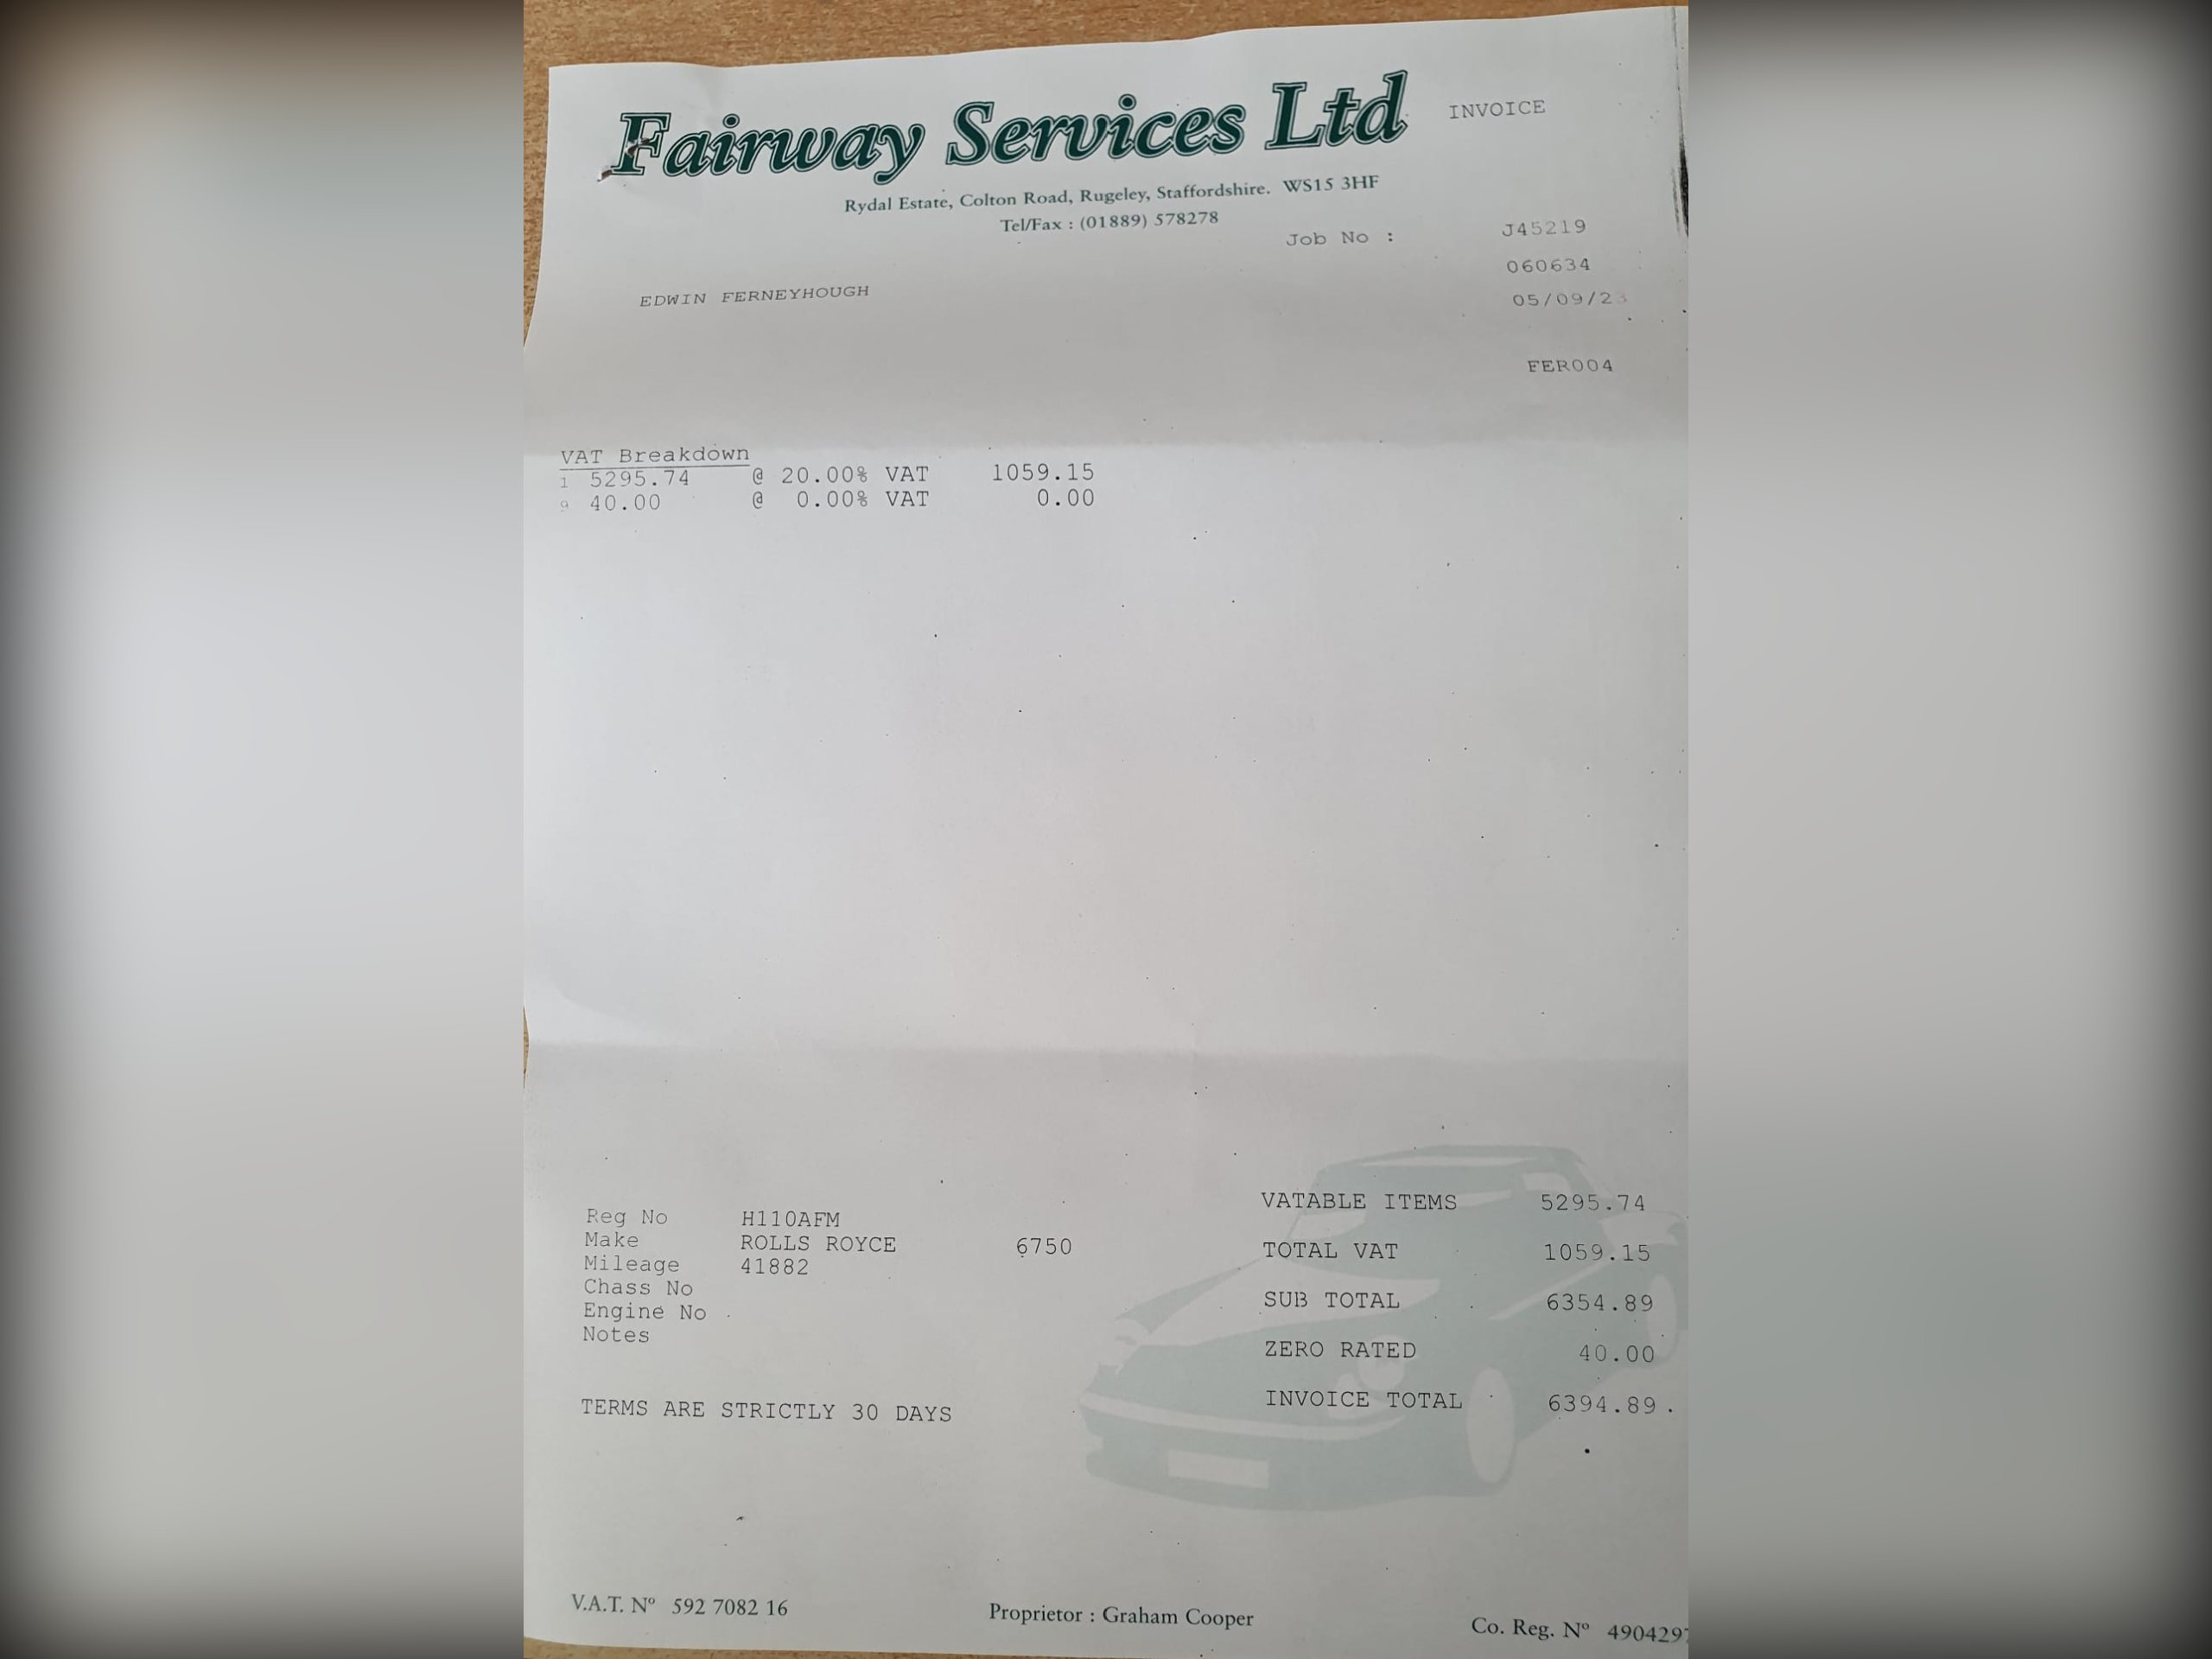 Fairway Services Ltd INVOICE
Rydal Estate, Colton Road, Rugeley, Staffordshire. WS15 3HF
Tel/Fax : (01889) 578278
Job No : J45219
060634
EDWIN FERNEYHOUGH 05/09/23
FER004
VAT Breakdown
1 5295.74 @ 20.00% VAT 1059.15
9 40.00 @ 0.00% VAT 0.00
Reg No H110AFM
Make ROLLS ROYCE 6750
Mileage 41882
Chass No
Engine No
Notes
TERMS ARE STRICTLY 30 DAYS
VATABLE ITEMS 5295.74
TOTAL VAT 1059.15
SUB TOTAL 6354.89
ZERO RATED 40.00
INVOICE TOTAL 6394.89
V.A.T. Nº 592 7082 16 Proprietor : Graham Cooper Co. Reg. Nº 4904297